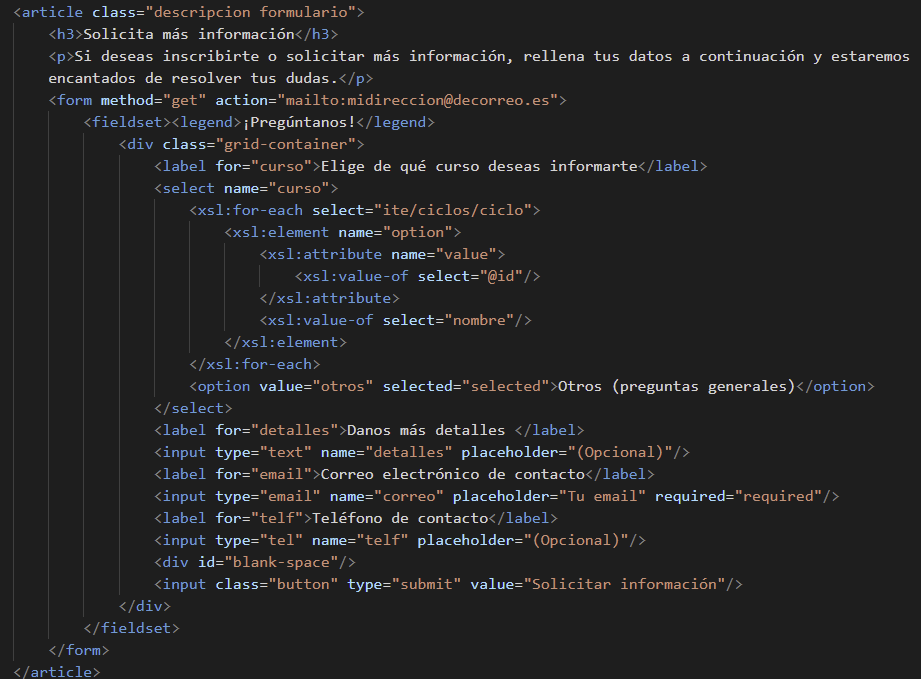 <article class="descripcion formulario">
<h3>Solicita más información</h3>
<p>Si deseas inscribirte o solicitar más información, rellena tus datos a continuación y estaremos
encantados de resolver tus dudas.</p>
<form method="get" action="mailto:midireccion@decorreo.es">
<fieldset><legend>¡Pregúntanos!</legend>
<div class="grid-container">
<label for="curso">Elige de qué curso deseas informarte</label>
<select name="curso">
<xsl:for-each select="ite/ciclos/ciclo">
<xsl:element name="option">
<xsl:attribute name="value">
<xsl:value-of select="@id"/>
</xsl:attribute>
<xsl:value-of select="nombre"/>
</xsl:element>
</xsl:for-each>
<option value="otros" selected="selected">Otros (preguntas generales)</option>
</select>
<label for="detalles">Danos más detalles </label>
<input type="text" name="detalles" placeholder="(Opcional)"/>
<label for="email">Correo electrónico de contacto</label>
<input type="email" name="correo" placeholder="Tu email" required="required"/>
<label for="telf">Teléfono de contacto</label>
<input type="tel" name="telf" placeholder="(Opcional)"/>
<div id="blank-space"/>
<input class="button" type="submit" value="Solicitar información"/>
</div>
</fieldset>
</form>
</article>